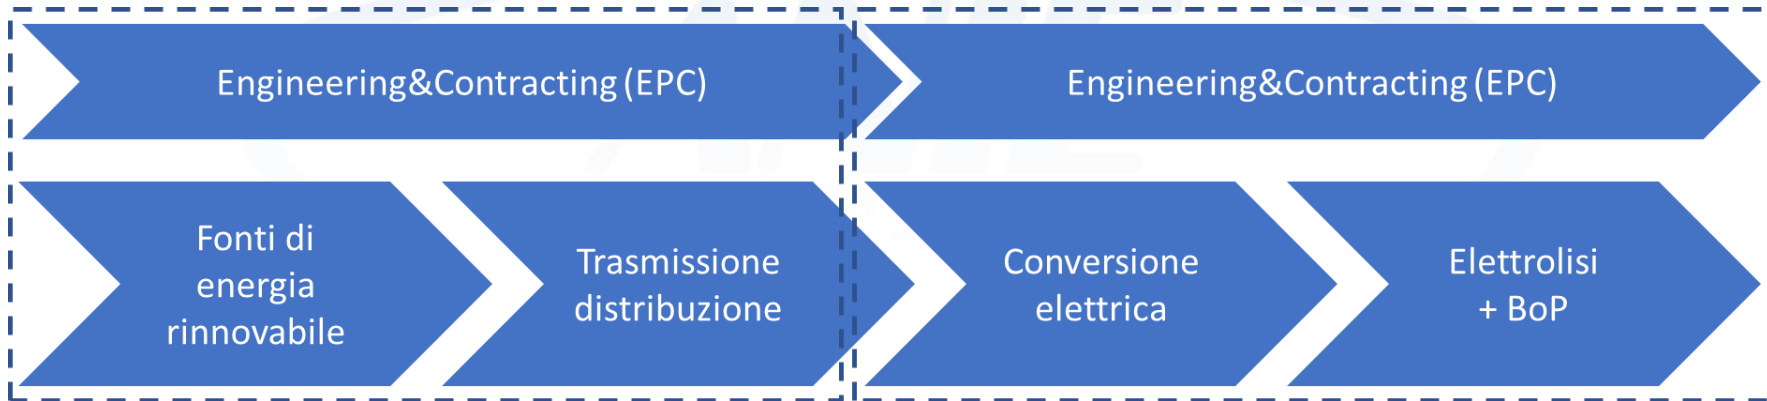 Engineering&Contracting (EPC)
Engineering&Contracting (EPC)
Fonti di
energia
rinnovabile
Trasmissione
distribuzione
Conversione
elettrica
Elettrolisi
+ BoP